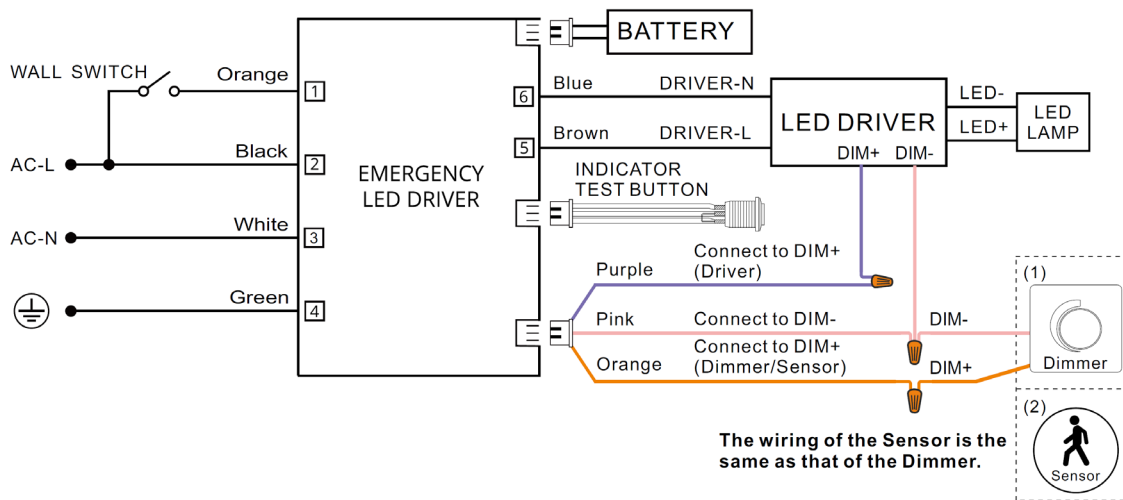 BATTERY
WALL SWITCH
Orange
1
6
Blue
DRIVER-N
LED DRIVER
LED-
LED+
LED
LAMP
AC-L
Black
2
5
Brown
DRIVER-L
DIM+
DIM-
EMERGENCY
LED DRIVER
INDICATOR
TEST BUTTON
AC-N
White
3
Green
4
Purple
Connect to DIM+
(Driver)
Pink
Connect to DIM-
DIM-
Orange
Connect to DIM+
(Dimmer/Sensor)
DIM+
(1)
Dimmer
(2)
Sensor
The wiring of the Sensor is the
same as that of the Dimmer.